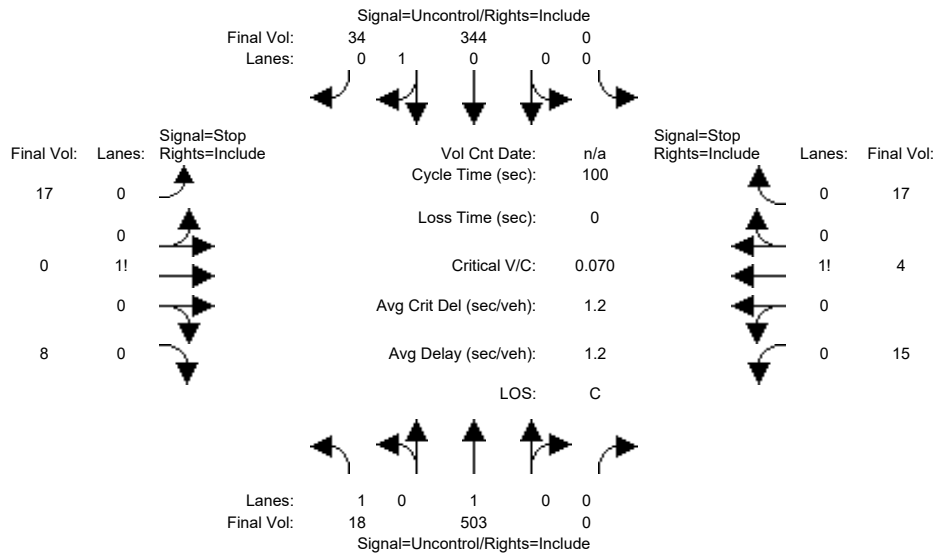 Signal=Uncontrol/Rights=Include
Final Vol: 34 344 0
Lanes: 0 1 0 0 0
Signal=Stop Signal=Stop
Final Vol: Lanes: Rights=Include Vol Cnt Date: n/a Rights=Include Lanes: Final Vol:
Cycle Time (sec): 100
17 0 0 17
Loss Time (sec): 0
0 0
0 1! Critical V/C: 0.070 1! 4
0 Avg Crit Del (sec/veh): 1.2 0
8 0 Avg Delay (sec/veh): 1.2 0 15
LOS: C
Lanes: 1 0 1 0 0
Final Vol: 18 503 0
Signal=Uncontrol/Rights=Include